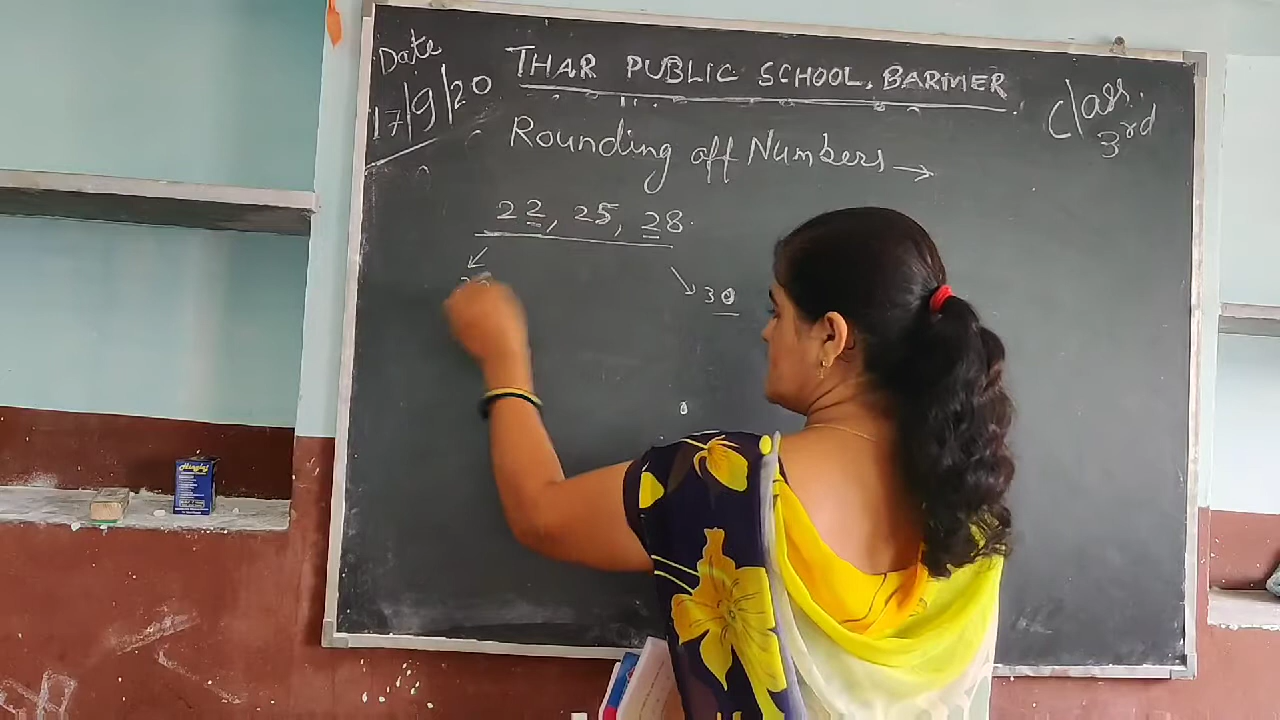 Date
17/9/20
THAR PUBLIC SCHOOL, BARMER
Class.
3rd
Rounding off Numbers →
22, 25, 28.
30